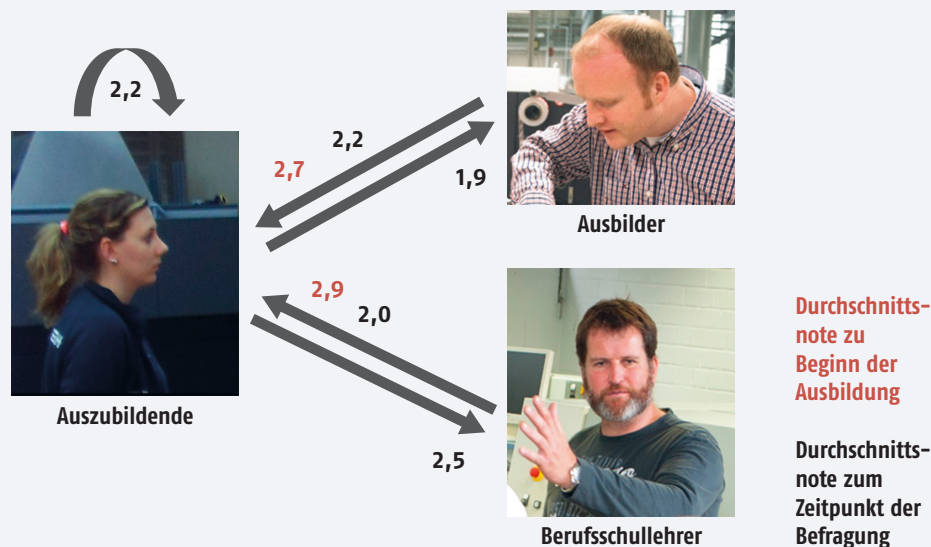 2,2
2,2
2,7
1,9
Ausbilder
2,9
2,0
Auszubildende
2,5
Berufsschullehrer
Durchschnitts-
note zu
Beginn der
Ausbildung
Durchschnitts-
note zum
Zeitpunkt der
Befragung